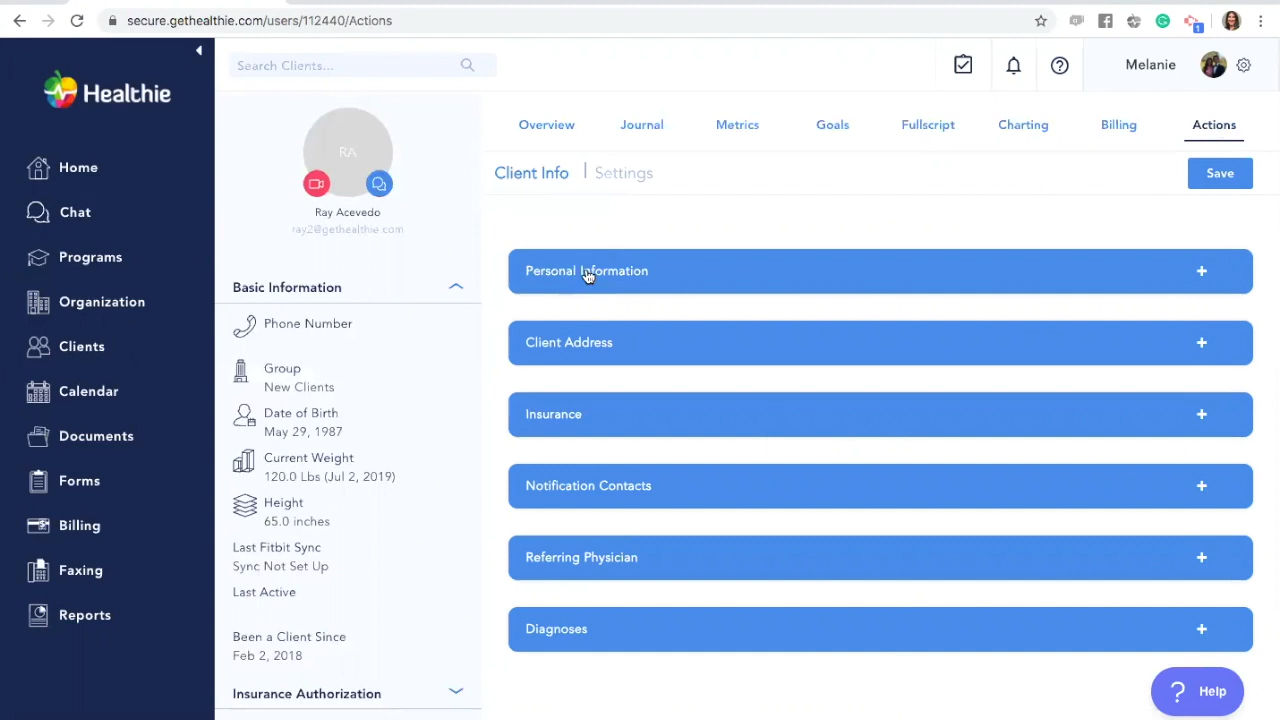 secure.gethealthie.com/users/112440/Actions
1
Healthie
Search Clients...
Melanie
Home
Chat
Programs
Organization
Clients
Calendar
Documents
Forms
Billing
Faxing
Reports
RA
Ray Acevedo
ray2@gethealthie.com
Basic Information
Phone Number
Group
New Clients
Date of Birth
May 29, 1987
Current Weight
120.0 Lbs (Jul 2, 2019)
Height
65.0 inches
Last Fitbit Sync
Sync Not Set Up
Last Active
Been a Client Since
Feb 2, 2018
Insurance Authorization
Overview Journal Metrics Goals Fullscript Charting Billing Actions
Client Info | Settings Save
Personal Information +
Client Address +
Insurance +
Notification Contacts +
Referring Physician +
Diagnoses +
? Help